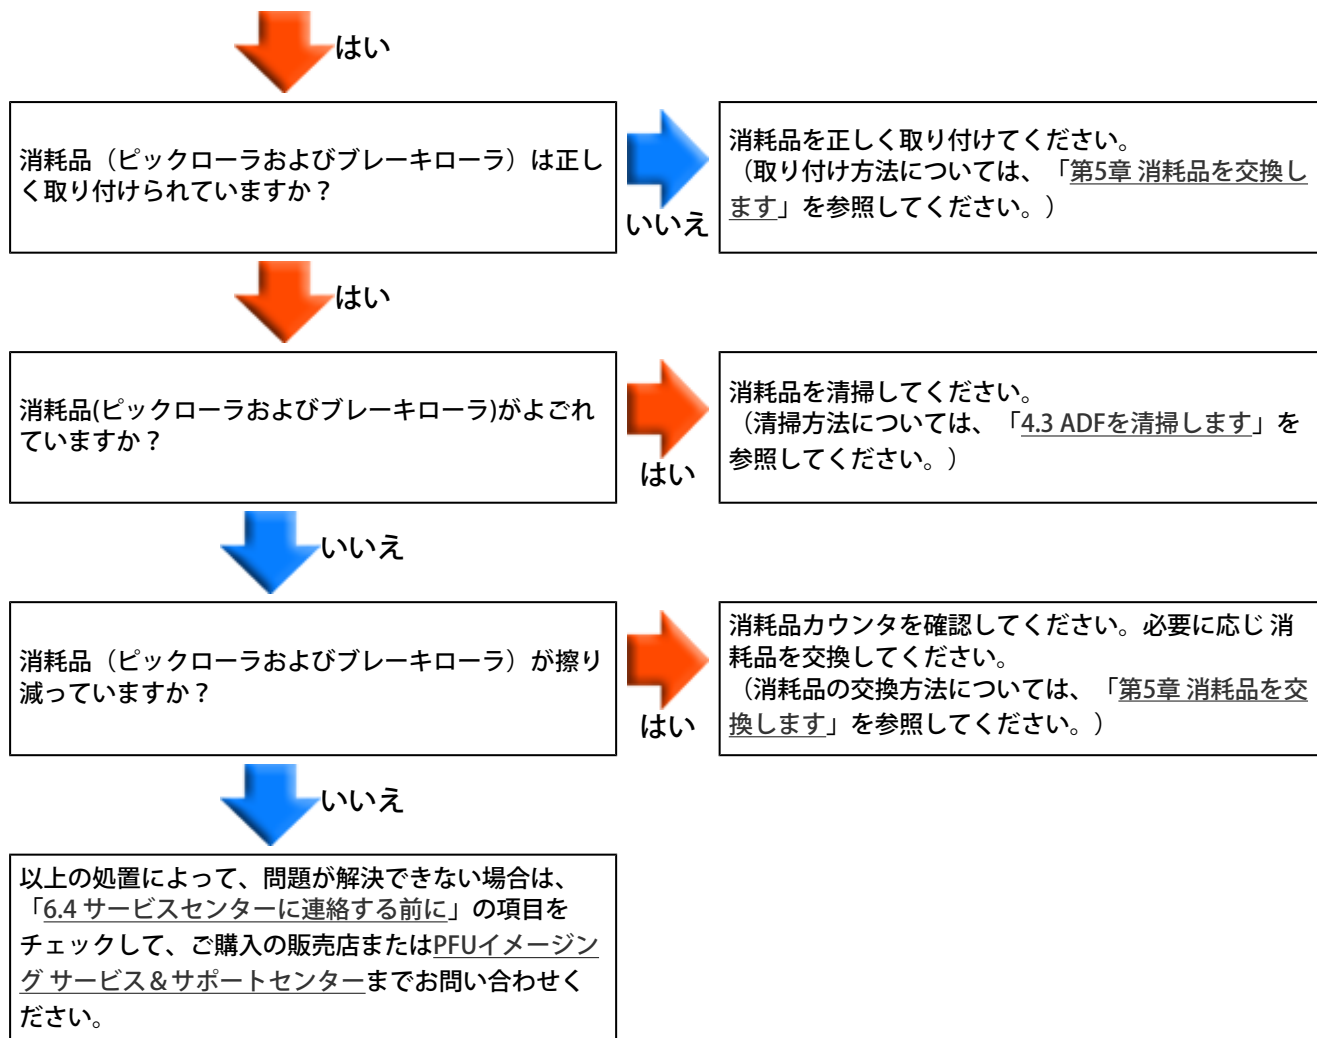 はい
消耗品（ピックローラおよびブレーキローラ）は正し
く取り付けられていますか？
いいえ
消耗品を正しく取り付けてください。
（取り付け方法については、「第5章 消耗品を交換し
ます」を参照してください。）
はい
消耗品(ピックローラおよびブレーキローラ)がよごれ
ていますか？
はい
消耗品を清掃してください。
（清掃方法については、「4.3 ADFを清掃します」を
参照してください。）
いいえ
消耗品（ピックローラおよびブレーキローラ）が擦り
減っていますか？
はい
消耗品カウンタを確認してください。必要に応じ 消
耗品を交換してください。
（消耗品の交換方法については、「第5章 消耗品を交
換します」を参照してください。）
いいえ
以上の処置によって、問題が解決できない場合は、
「6.4 サービスセンターに連絡する前に」の項目を
チェックして、ご購入の販売店またはPFUイメージン
グ サービス＆サポートセンターまでお問い合わせく
ださい。